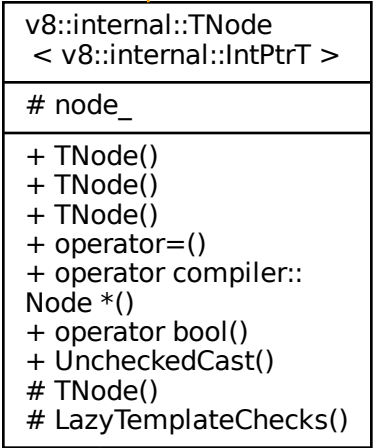 v8::internal::TNode
< v8::internal::IntPtrT >
# node_
+ TNode()
+ TNode()
+ TNode()
+ operator=()
+ operator compiler::
Node *()
+ operator bool()
+ UncheckedCast()
# TNode()
# LazyTemplateChecks()